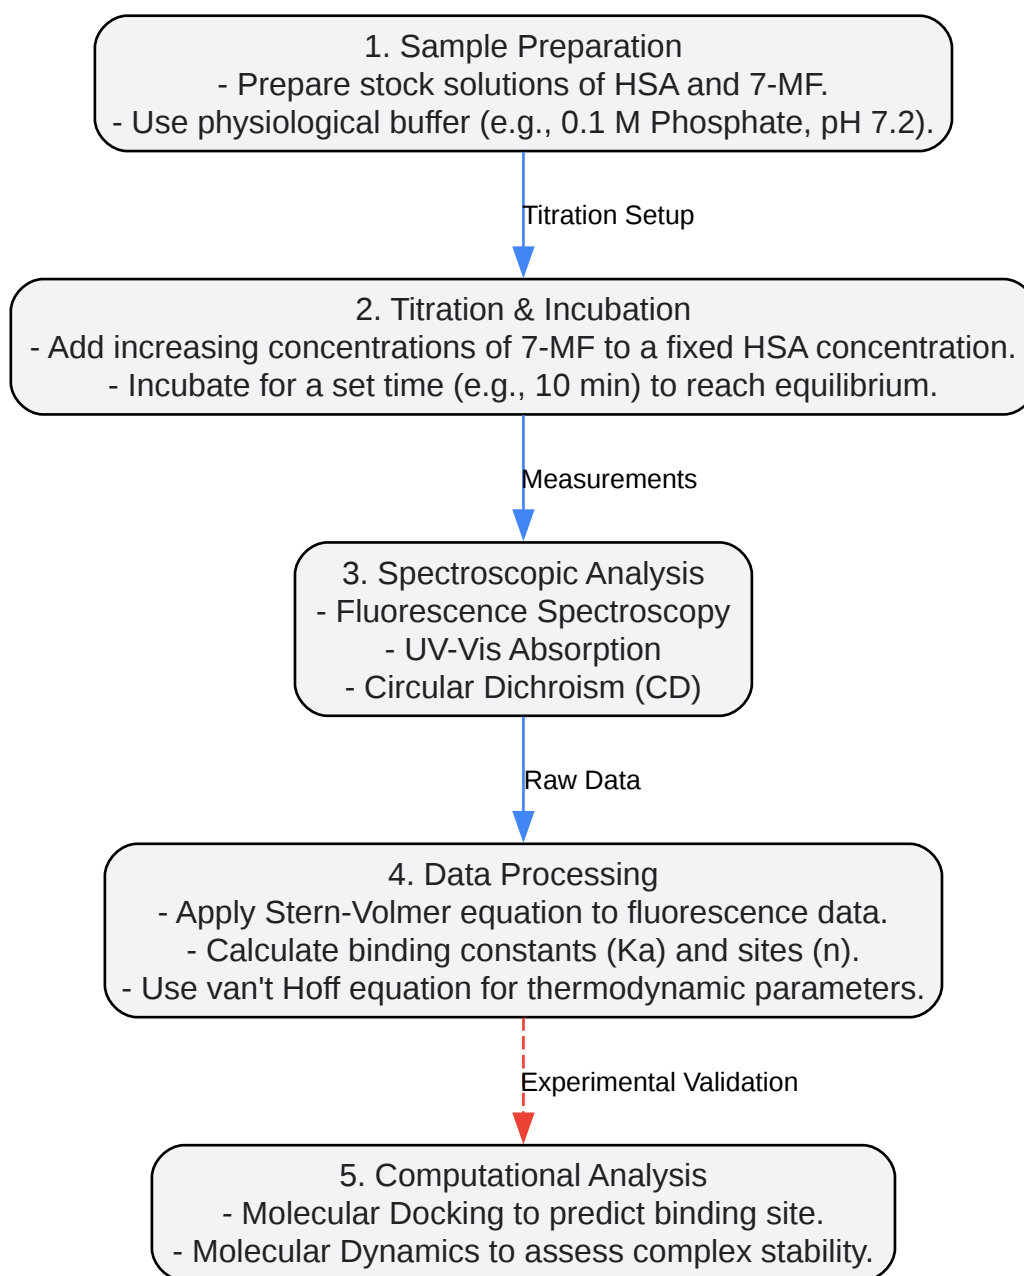 1. Sample Preparation
- Prepare stock solutions of HSA and 7-MF.
- Use physiological buffer (e.g., 0.1 M Phosphate, pH 7.2).
Titration Setup
2. Titration & Incubation
- Add increasing concentrations of 7-MF to a fixed HSA concentration.
- Incubate for a set time (e.g., 10 min) to reach equilibrium.
Measurements
3. Spectroscopic Analysis
- Fluorescence Spectroscopy
- UV-Vis Absorption
- Circular Dichroism (CD)
Raw Data
4. Data Processing
- Apply Stern-Volmer equation to fluorescence data.
- Calculate binding constants (Ka) and sites (n).
- Use van't Hoff equation for thermodynamic parameters.
Experimental Validation
5. Computational Analysis
- Molecular Docking to predict binding site.
- Molecular Dynamics to assess complex stability.